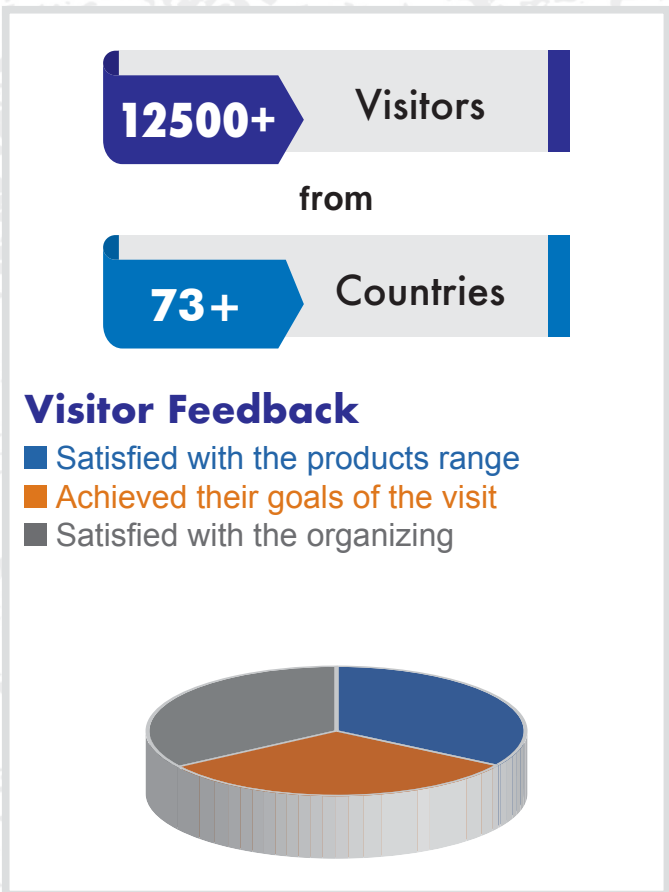 12500+ Visitors
from
73+ Countries
Visitor Feedback
Satisfied with the products range
Achieved their goals of the visit
Satisfied with the organizing